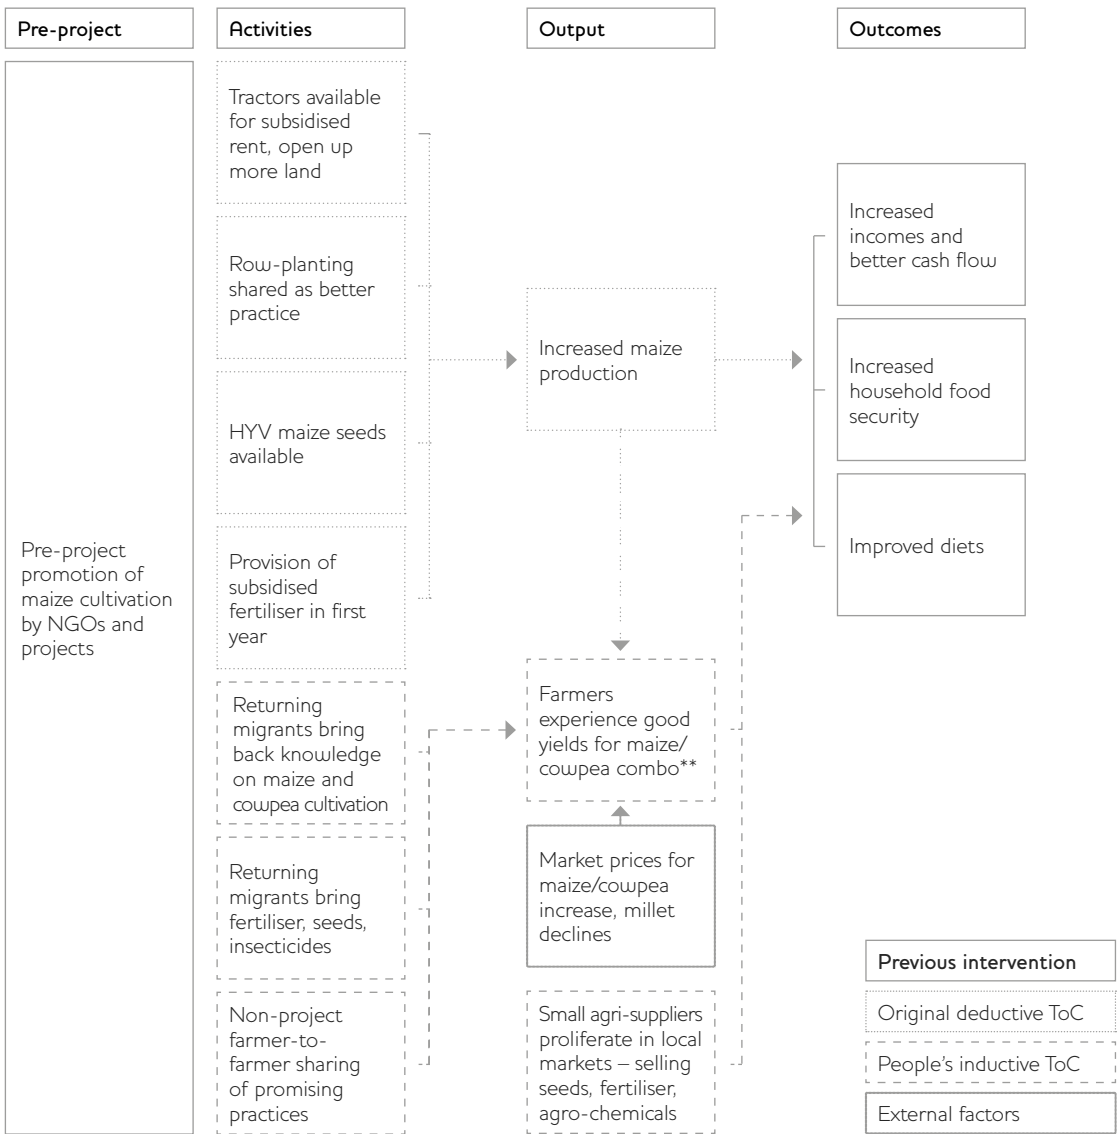 Pre-project
Activities
Output
Outcomes
Pre-project
promotion of
maize cultivation
by NGOs and
projects
Tractors available
for subsidised
rent, open up
more land
Row-planting
shared as better
practice
HYV maize seeds
available
Provision of
subsidised
fertiliser in first
year
Returning
migrants bring
back knowledge
on maize and
cowpea cultivation
Returning
migrants bring
fertiliser, seeds,
insecticides
Non-project
farmer-to-
farmer sharing
of promising
practices
Increased maize
production
Farmers
experience good
yields for maize/
cowpea combo**
Market prices for
maize/cowpea
increase, millet
declines
Small agri-suppliers
proliferate in local
markets – selling
seeds, fertiliser,
agro-chemicals
Increased
incomes and
better cash flow
Increased
household food
security
Improved diets
Previous intervention
Original deductive ToC
People's inductive ToC
External factors